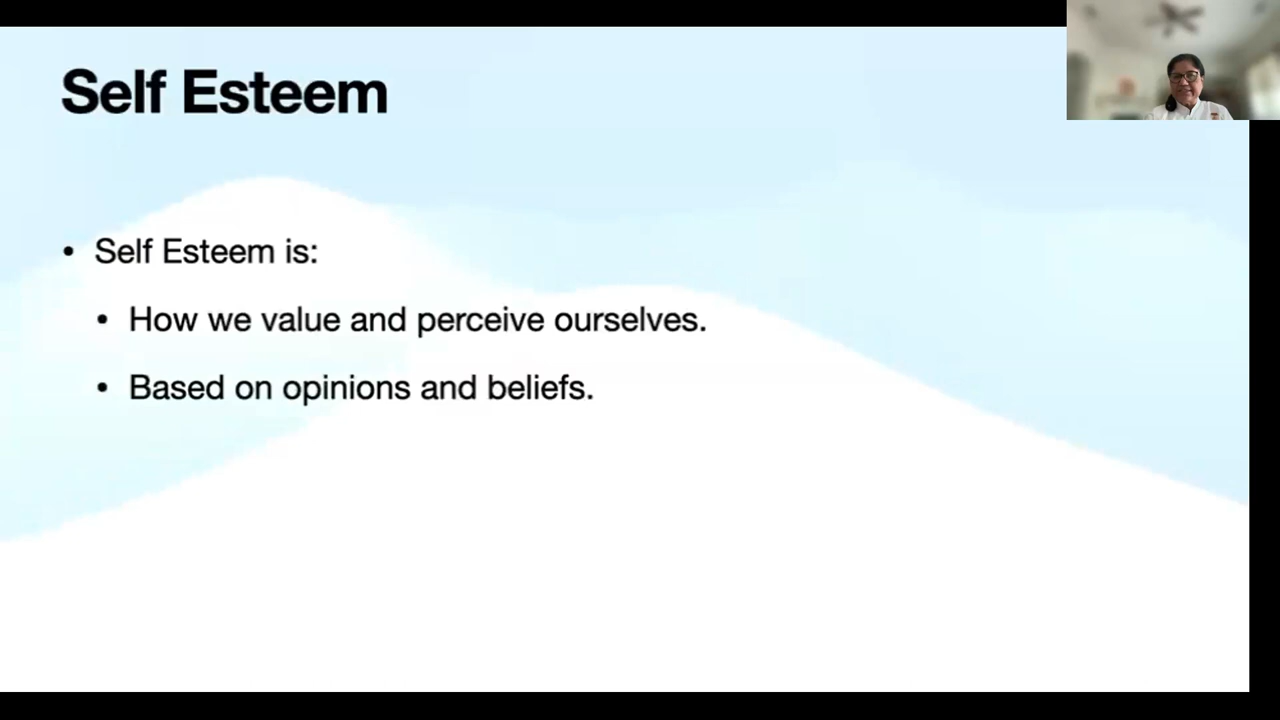 Self Esteem
• Self Esteem is:
• How we value and perceive ourselves.
• Based on opinions and beliefs.